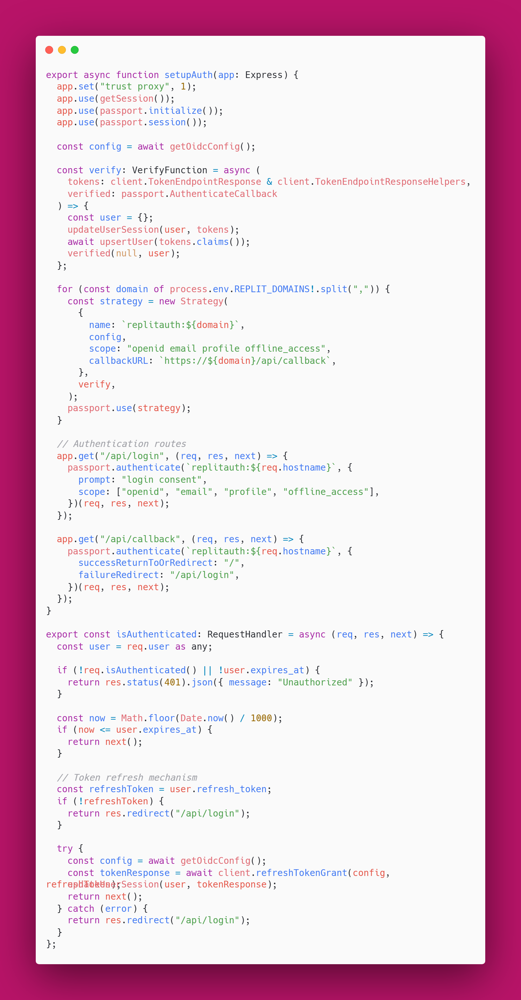 export async function setupAuth(app: Express) {
  app.set("trust proxy", 1);
  app.use(getSession());
  app.use(passport.initialize());
  app.use(passport.session());

  const config = await getOidcConfig();

  const verify: VerifyFunction = async (
    tokens: client.TokenEndpointResponse & client.TokenEndpointResponseHelpers,
    verified: passport.AuthenticateCallback
  ) => {
    const user = {};
    updateUserSession(user, tokens);
    await upsertUser(tokens.claims());
    verified(null, user);
  };

  for (const domain of process.env.REPLIT_DOMAINS!.split(",")) {
    const strategy = new Strategy(
      {
        name: `replitauth:${domain}`,
        config,
        scope: "openid email profile offline_access",
        callbackURL: `https://${domain}/api/callback`,
      },
      verify,
    );
    passport.use(strategy);
  }

  // Authentication routes
  app.get("/api/login", (req, res, next) => {
    passport.authenticate(`replitauth:${req.hostname}`, {
      prompt: "login consent",
      scope: ["openid", "email", "profile", "offline_access"],
    })(req, res, next);
  });

  app.get("/api/callback", (req, res, next) => {
    passport.authenticate(`replitauth:${req.hostname}`, {
      successReturnToOrRedirect: "/",
      failureRedirect: "/api/login",
    })(req, res, next);
  });
}

export const isAuthenticated: RequestHandler = async (req, res, next) => {
  const user = req.user as any;

  if (!req.isAuthenticated() || !user.expires_at) {
    return res.status(401).json({ message: "Unauthorized" });
  }

  const now = Math.floor(Date.now() / 1000);
  if (now <= user.expires_at) {
    return next();
  }

  // Token refresh mechanism
  const refreshToken = user.refresh_token;
  if (!refreshToken) {
    return res.redirect("/api/login");
  }

  try {
    const config = await getOidcConfig();
    const tokenResponse = await client.refreshTokenGrant(config,
refreshToken);
    updateUserSession(user, tokenResponse);
    return next();
  } catch (error) {
    return res.redirect("/api/login");
  }
};